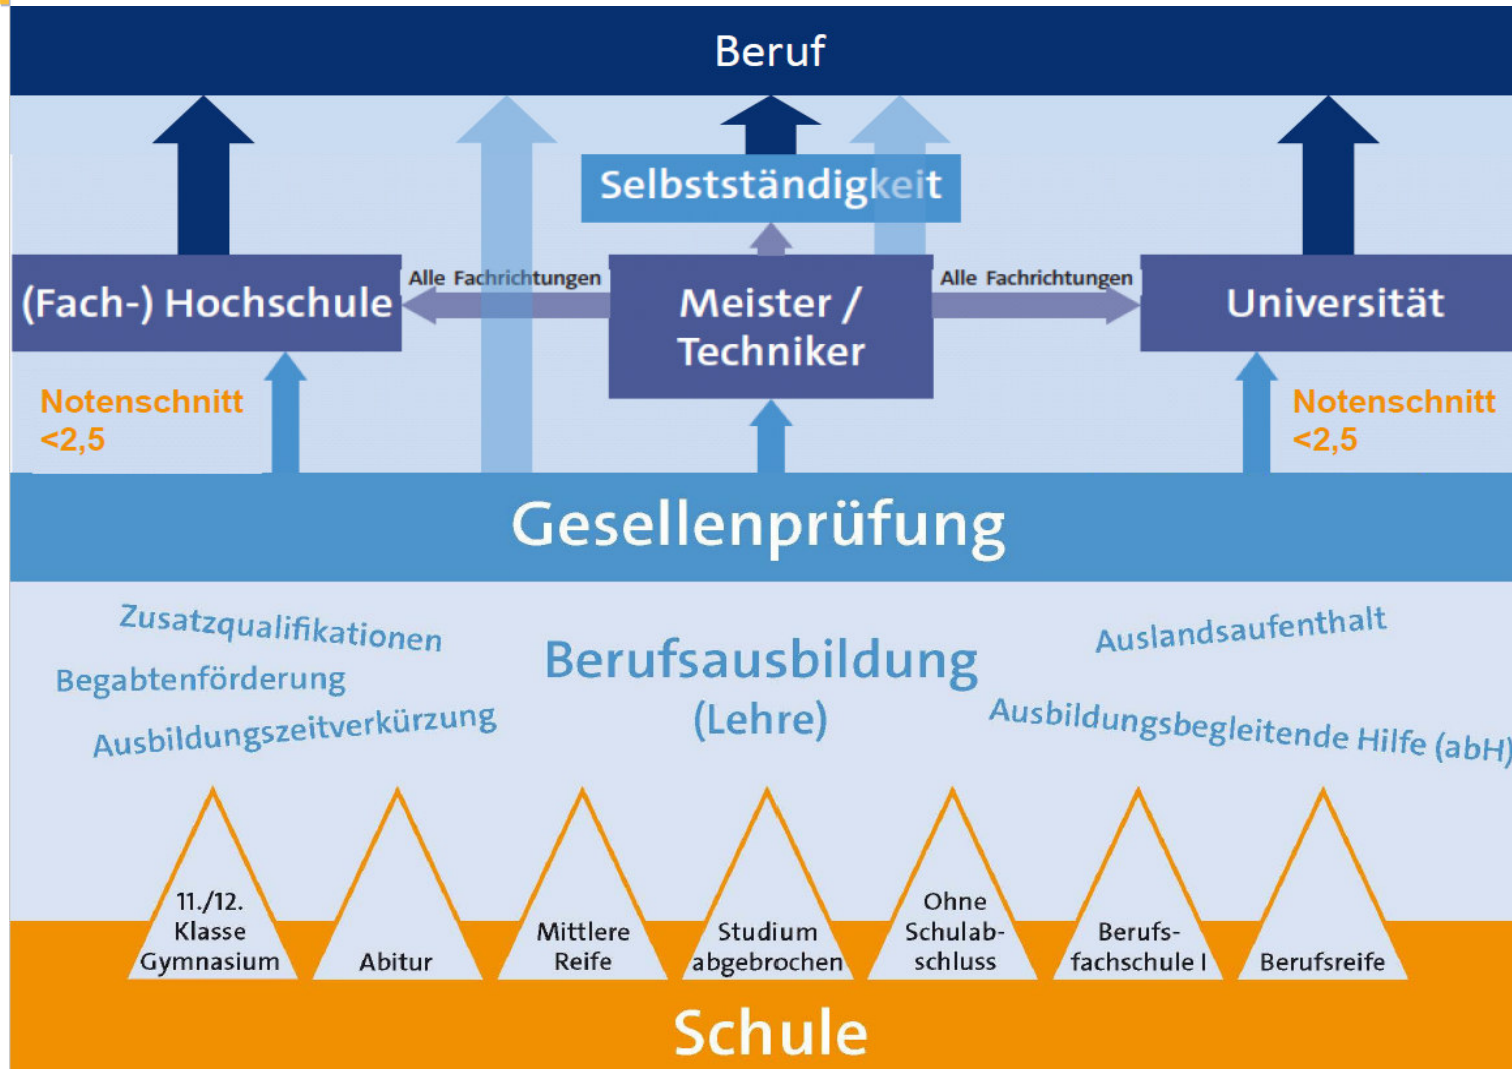 Beruf
Selbstständigkeit
(Fach-) Hochschule
Alle Fachrichtungen
Meister /
Techniker
Alle Fachrichtungen
Universität
Notenschnitt
<2,5
Notenschnitt
<2,5
Gesellenprüfung
Zusatzqualifikationen
Begabtenförderung
Ausbildungszeitverkürzung
Berufsausbildung
(Lehre)
Auslandsaufenthalt
Ausbildungsbegleitende Hilfe (abH)
11./12.
Klasse
Gymnasium
Abitur
Mittlere
Reife
Studium
abgebrochen
Ohne
Schulab-
schluss
Berufs-
fachschule I
Berufsreife
Schule